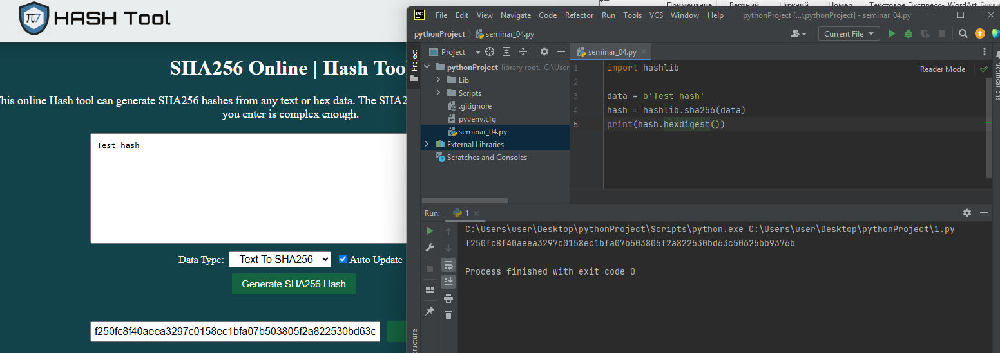 π7 HASH Tool
SHA256 Online | Hash Too
his online Hash tool can generate SHA256 hashes from any text or hex data. The SHA2
you enter is complex enough.
Test hash
Data Type: Text To SHA256 Auto Update
Generate SHA256 Hash
f250fc8f40aeea3297c0158ec1bfa07b503805f2a822530bd63c
Примечание Верхний Нижний Номер Текстовое Экспресс- WordArt Букви
PC File Edit View Navigate Code Refactor Run Tools VCS Window Help pythonProject [...\pythonProject] - seminar_04.py
pythonProject seminar_04.py Current File
Project
Project
seminar_04.py
Notifications
pythonProject library root, C:\User
Lib
Scripts
.gitignore
pyvenv.cfg
seminar_04.py
External Libraries
Scratches and Consoles
Reader Mode
1 import hashlib
2
3 data = b'Test hash'
4 hash = hashlib.sha256(data)
5 print(hash.hexdigest())
Run: 1
C:\Users\user\Desktop\pythonProject\Scripts\python.exe C:\Users\user\Desktop\pythonProject\1.py
f250fc8f40aeea3297c0158ec1bfa07b503805f2a822530bd63c50625bb9376b
Process finished with exit code 0
ructure